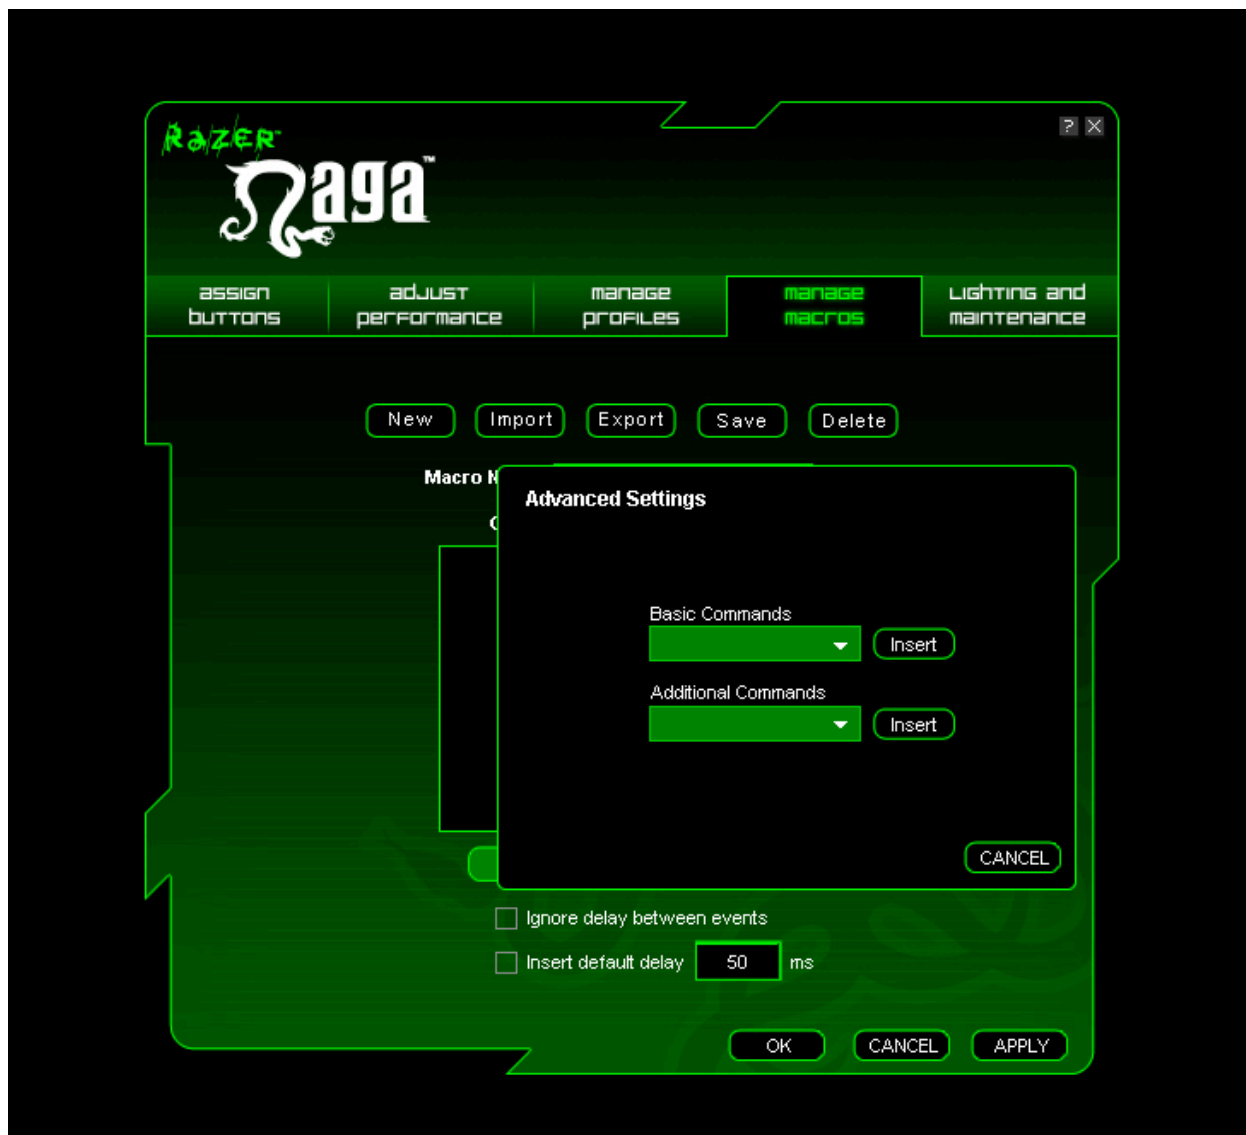 RaZER™
Naga™
? X
assign buttons
adjust performance
manage profiles
manage macros
Lighting and maintenance
New Import Export Save Delete
Macro
Advanced Settings
Basic Commands
Insert
Additional Commands
Insert
CANCEL
Ignore delay between events
Insert default delay 50 ms
OK CANCEL APPLY